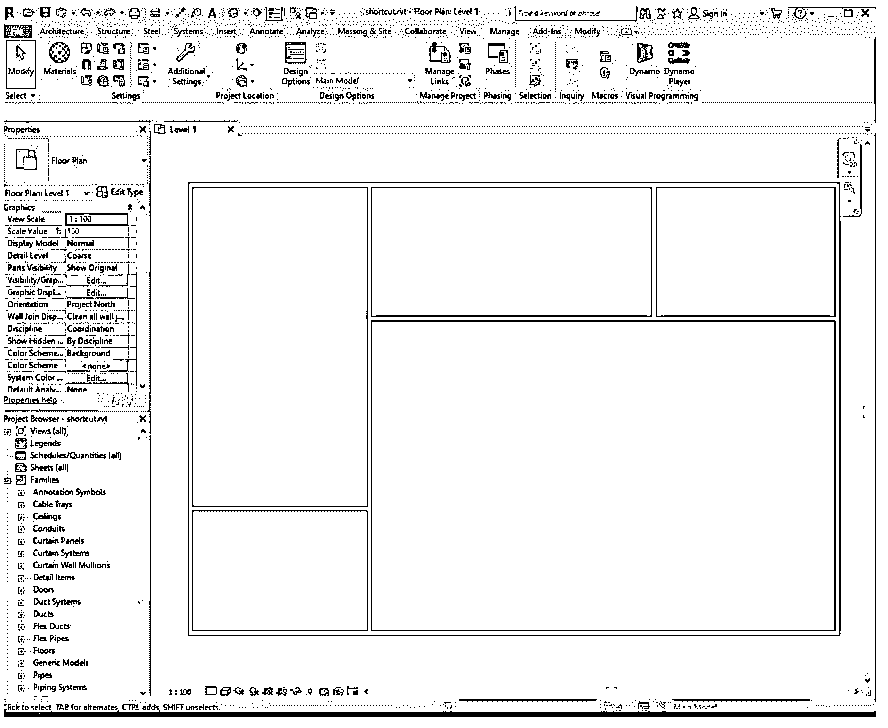 shortcut.rvt - Floor Plan: Level 1
Type a keyword or phrase
Sign In
Architecture Structure Steel Systems Insert Annotate Analyze Massing & Site Collaborate View Manage Add-Ins Modify
Modify Materials Additional Settings Design Options Main Model Manage Links Phases Dynamo Dynamo Player
Select Settings Project Location Design Options Manage Project Phasing Selection Inquiry Macros Visual Programming
Properties
Level 1
Floor Plan
Floor Plan: Level 1 Edit Type
Graphics
View Scale 1 : 100
Scale Value 1: 100
Display Model Normal
Detail Level Coarse
Parts Visibility Show Original
Visibility/Grap... Edit...
Graphic Displ... Edit...
Orientation Project North
Wall Join Disp... Clean all wall j...
Discipline Coordination
Show Hidden ... By Discipline
Color Scheme... Background
Color Scheme <none>
System Color ... Edit...
Default Analy... None
Properties help
Project Browser - shortcut.rvt
Views (all)
Legends
Schedules/Quantities (all)
Sheets (all)
Families
Annotation Symbols
Cable Trays
Ceilings
Conduits
Curtain Panels
Curtain Systems
Curtain Wall Mullions
Detail Items
Doors
Duct Systems
Ducts
Flex Ducts
Flex Pipes
Floors
Generic Models
Pipes
Piping Systems
1 : 100
Click to select, TAB for alternates, CTRL adds, SHIFT unselects.
Main Model